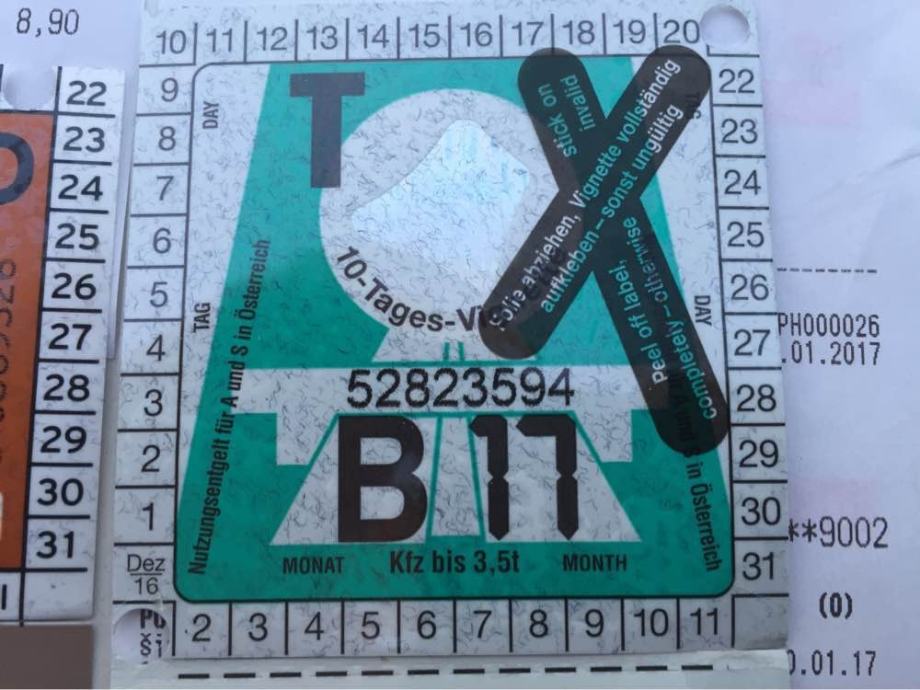 8,90
10 11 12 13 14 15 16 17 18 19 20
9 22
8 23
7 24
6 25
5 26
4 27
3 28
2 29
1 30
Dez
16
31
2 3 4 5 6 7 8 9 10 11
DAY
TAG
DAY
T
10-Tages-
Folie abziehen, Vignette vollständig
aufkleben – sonst ungültig
Peel off label, stick on
completely – otherwise invalid
Nutzungsentgelt für A und S in Österreich
52823594
B 17
MONAT Kfz bis 3,5t MONTH
in Österreich
22
23
24
25
26
27
28
29
30
31
PH000026
.01.2017
**9002
(0)
.01.17